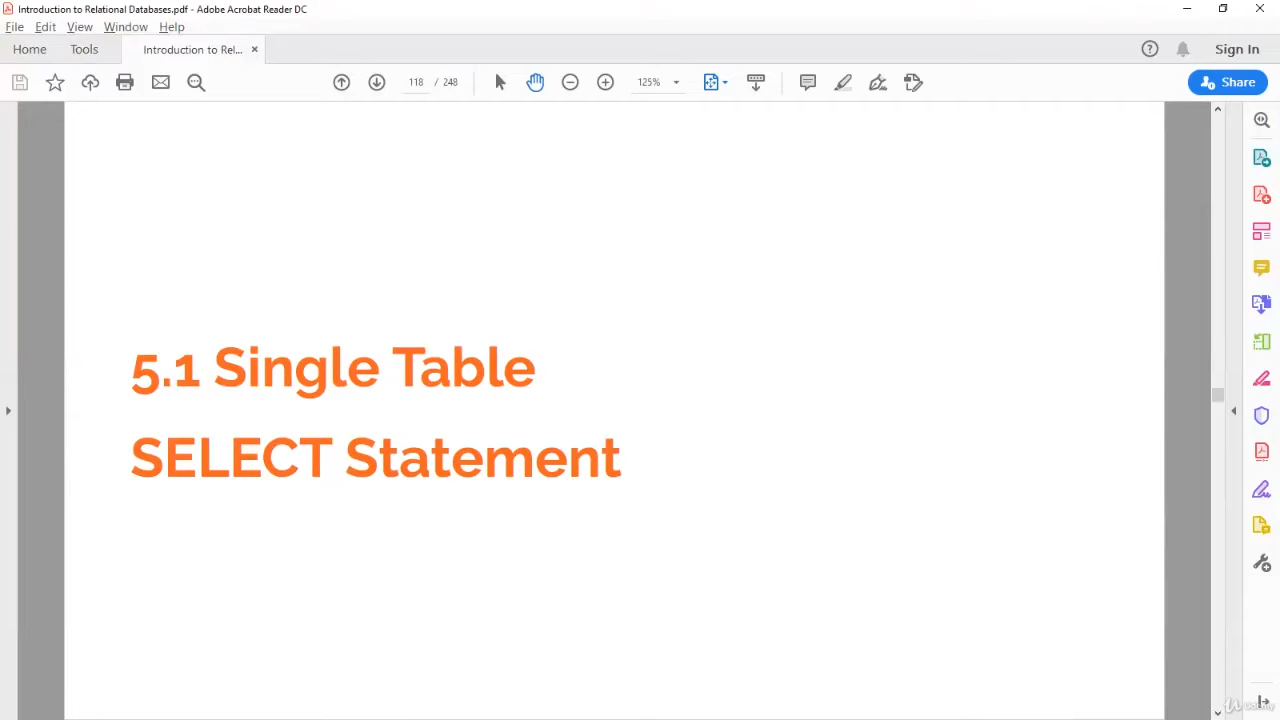 Introduction to Relational Databases.pdf - Adobe Acrobat Reader DC
File Edit View Window Help
Home Tools Introduction to Rel... × Sign In
118 / 248 125% Share
5.1 Single Table
SELECT Statement
Udemy